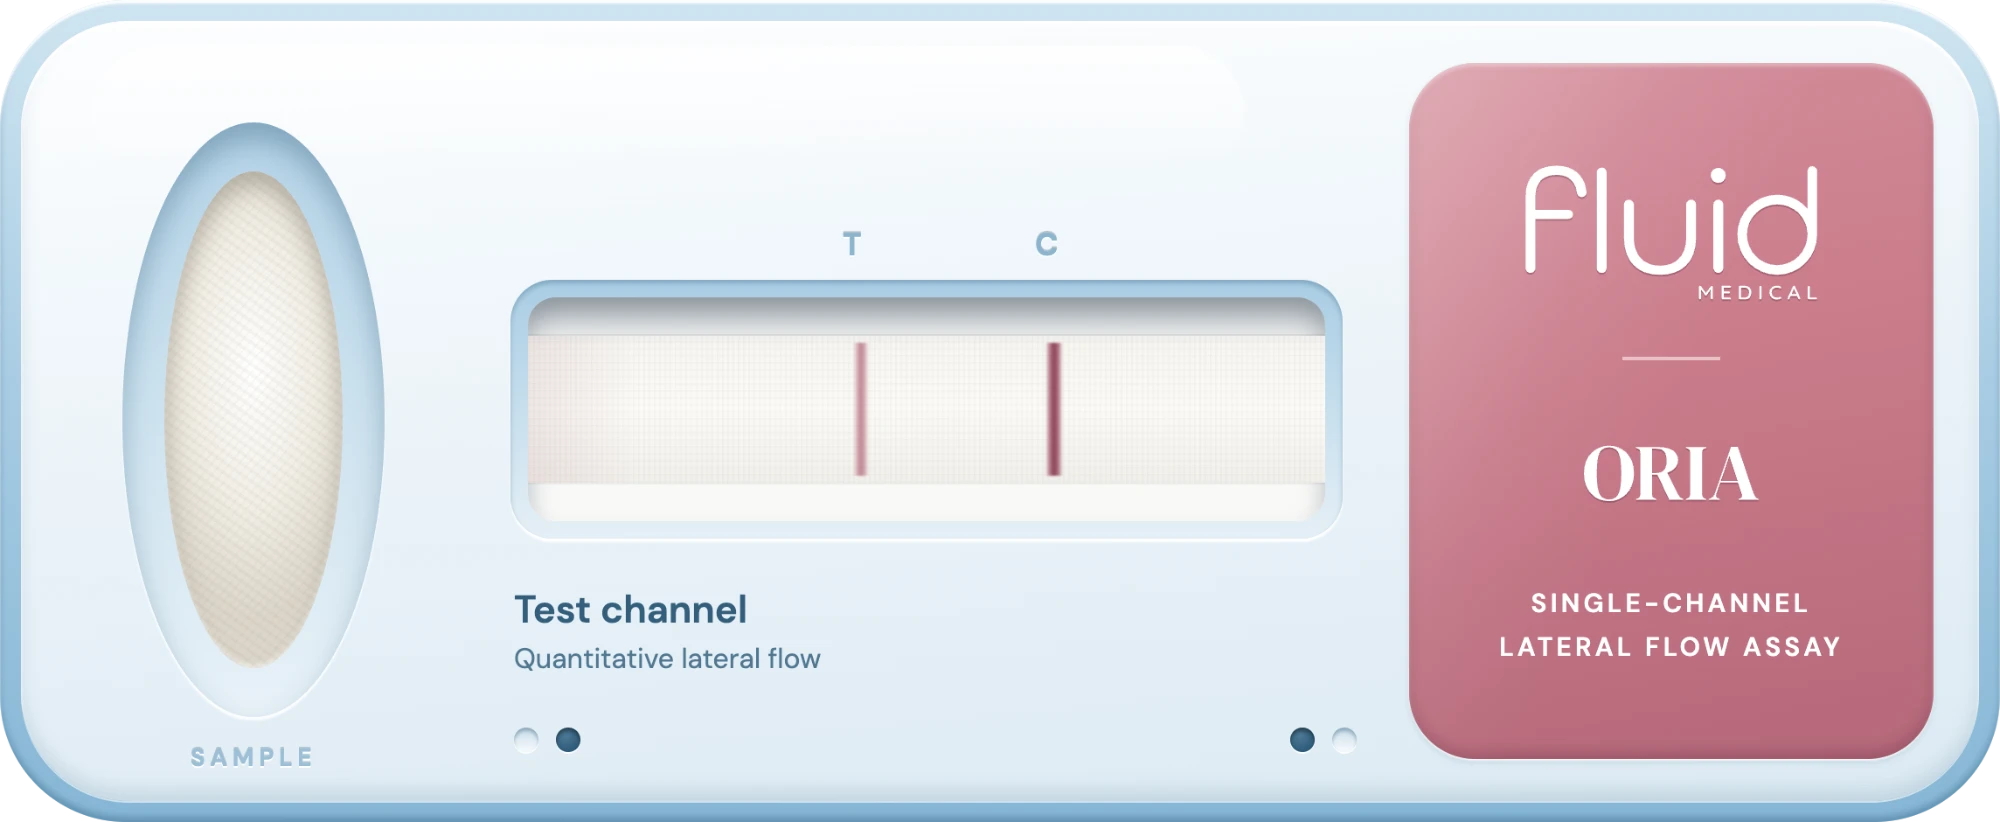 T C
fluid
MEDICAL
ORIA
SINGLE-CHANNEL
LATERAL FLOW ASSAY
Test channel
Quantitative lateral flow
SAMPLE